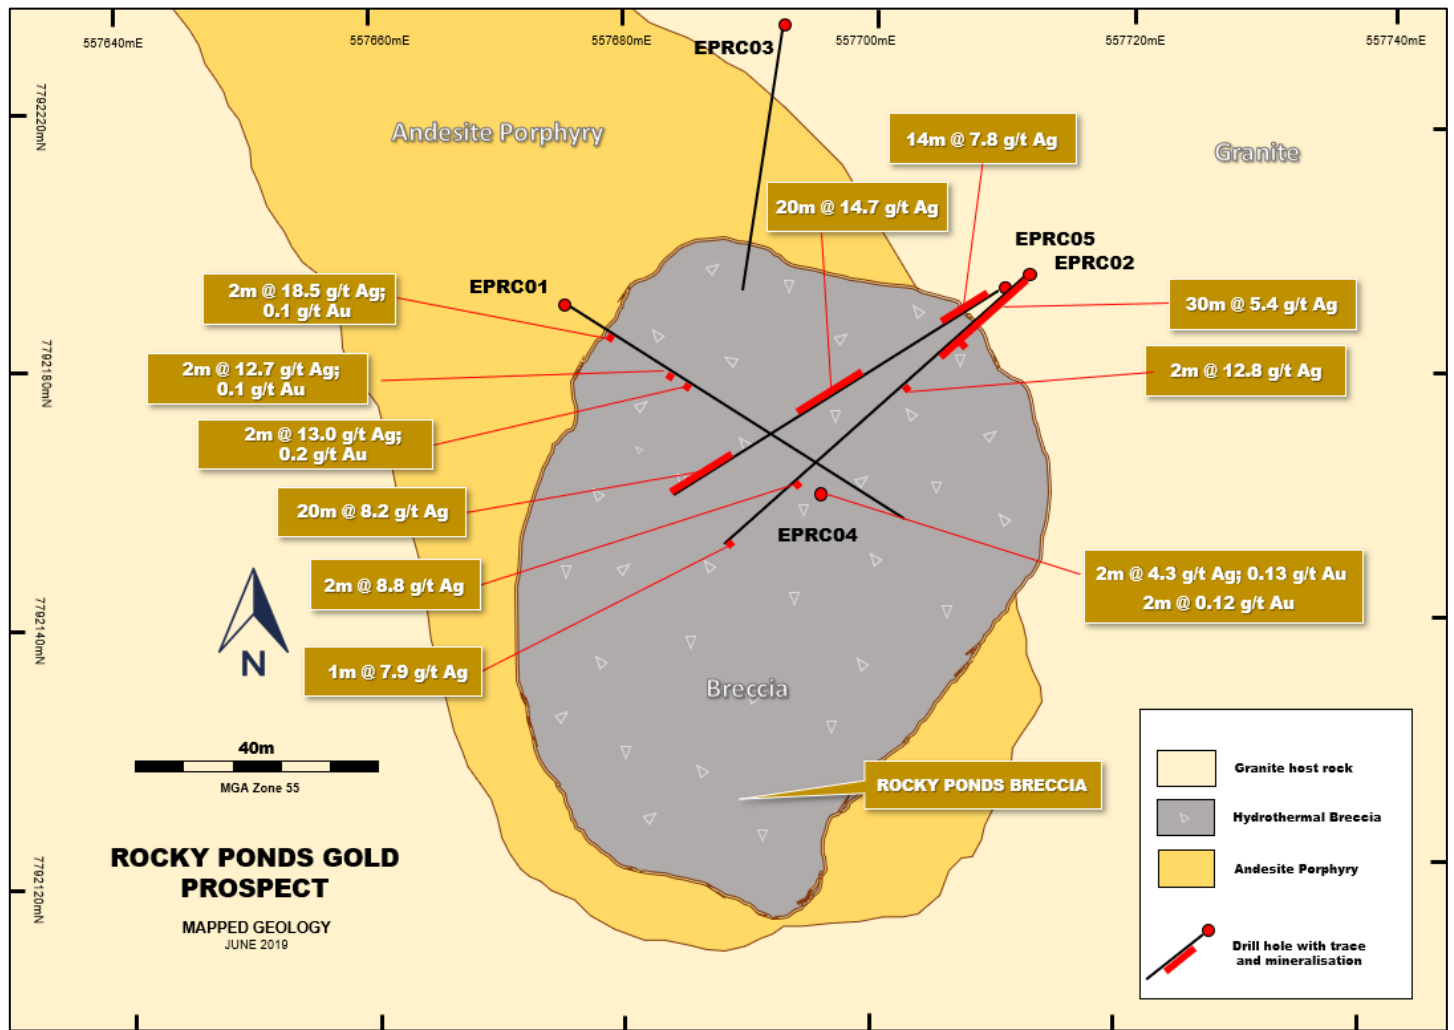 557640mE
557660mE
557680mE
557700mE
557720mE
557740mE
EPRC03
7792220mN
Andesite Porphyry
14m @ 7.8 g/t Ag
Granite
20m @ 14.7 g/t Ag
EPRC05
EPRC02
EPRC01
2m @ 18.5 g/t Ag;
0.1 g/t Au
30m @ 5.4 g/t Ag
7792180mN
2m @ 12.7 g/t Ag;
0.1 g/t Au
2m @ 12.8 g/t Ag
2m @ 13.0 g/t Ag;
0.2 g/t Au
20m @ 8.2 g/t Ag
EPRC04
2m @ 8.8 g/t Ag
2m @ 4.3 g/t Ag; 0.13 g/t Au
2m @ 0.12 g/t Au
7792140mN
N
1m @ 7.9 g/t Ag
Breccia
40m
MGA Zone 55
ROCKY PONDS BRECCIA
Granite host rock
Hydrothermal Breccia
Andesite Porphyry
Drill hole with trace
and mineralisation
ROCKY PONDS GOLD
PROSPECT
MAPPED GEOLOGY
JUNE 2019
7792120mN